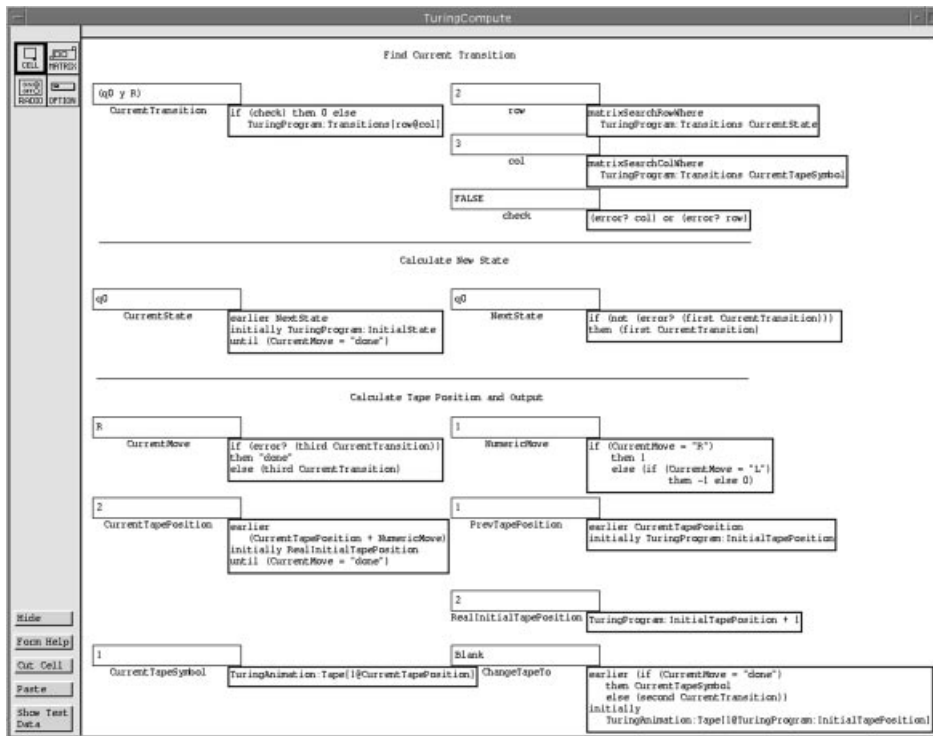 TuringCompute
CELL
MATRIX
RADIO
OPTION
Find Current Transition
(q0 y R)
CurrentTransition
if (check) then 0 else
TuringProgram:Transitions[row@col]
2
row
matrixSearchRowWhere
TuringProgram:Transitions CurrentState
3
col
matrixSearchColWhere
TuringProgram:Transitions CurrentTapeSymbol
FALSE
check
(error? col) or (error? row)
Calculate New State
q0
CurrentState
earlier NextState
initially TuringProgram:InitialState
until (CurrentMove = "done")
q0
NextState
if (not (error? (first CurrentTransition)))
then (first CurrentTransition)
Calculate Tape Position and Output
R
CurrentMove
if (error? (third CurrentTransition))
then "done"
else (third CurrentTransition)
1
NumericMove
if (CurrentMove = "R")
then 1
else (if (CurrentMove = "L")
then -1 else 0)
2
CurrentTapePosition
earlier
(CurrentTapePosition + NumericMove)
initially RealInitialTapePosition
until (CurrentMove = "done")
1
PrevTapePosition
earlier CurrentTapePosition
initially TuringProgram:InitialTapePosition
2
RealInitialTapePosition
TuringProgram:InitialTapePosition + 1
1
CurrentTapeSymbol
TuringAnimation:Tape[1@CurrentTapePosition]
Blank
ChangeTapeTo
earlier (if (CurrentMove = "done")
then CurrentTapeSymbol
else (second CurrentTransition))
initially
TuringAnimation:Tape[1@TuringProgram:InitialTapePosition]
Hide
Form Help
Cut Cell
Paste
Show Test
Data